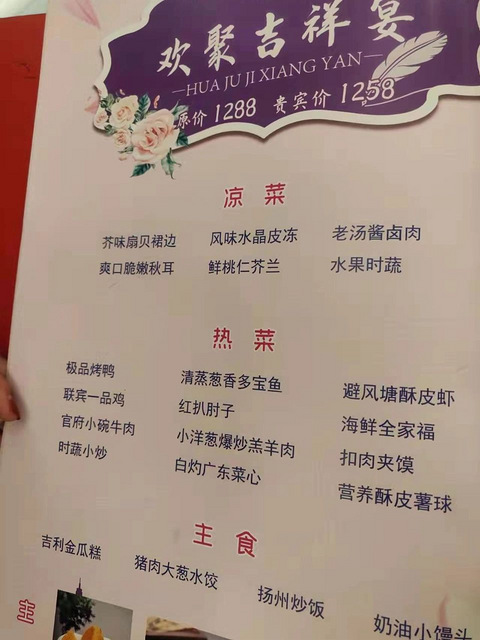 欢聚吉祥宴
—HUA JU JI XIANG YAN—
原价 1288 贵宾价 1258
凉 菜
芥味扇贝裙边 风味水晶皮冻 老汤酱卤肉
爽口脆嫩秋耳 鲜桃仁芥兰 水果时蔬
热 菜
极品烤鸭 清蒸葱香多宝鱼 避风塘酥皮虾
联宾一品鸡 红扒肘子 海鲜全家福
官府小碗牛肉 小洋葱爆炒羔羊肉 扣肉夹馍
时蔬小炒 白灼广东菜心 营养酥皮薯球
主 食
吉利金瓜糕 猪肉大葱水饺 扬州炒饭 奶油小馒头